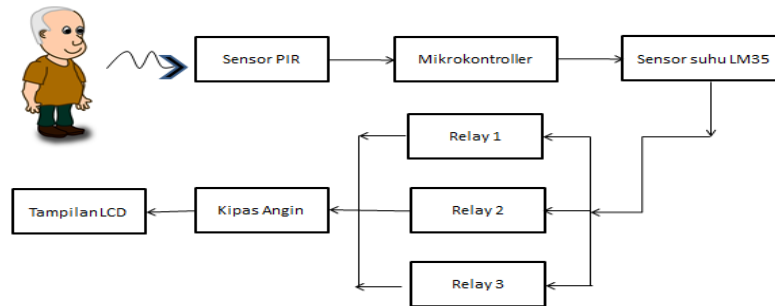 Sensor PIR
Mikrokontroller
Sensor suhu LM35
Relay 1
Tampilan LCD
Kipas Angin
Relay 2
Relay 3